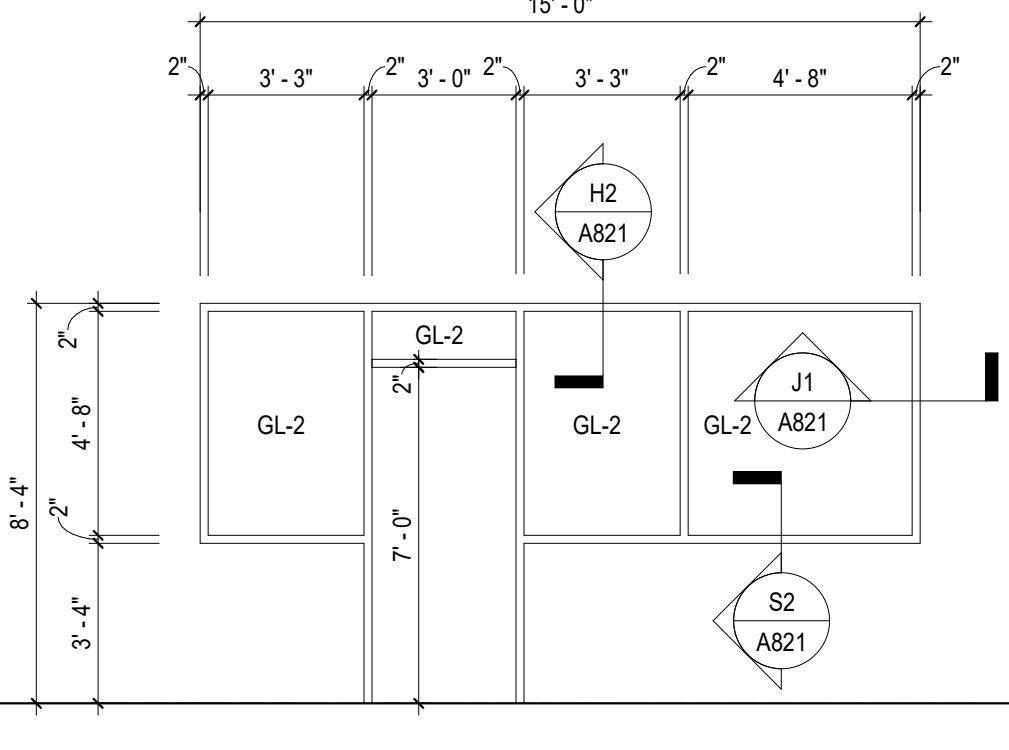 15' - 0"
2" 3' - 3" 2" 3' - 0" 2" 3' - 3" 2" 4' - 8" 2"
H2
A821
2"
GL-2
2"
J1
A821
4' - 8"
GL-2
GL-2
GL-2
8' - 4"
2"
7' - 0"
3' - 4"
S2
A821